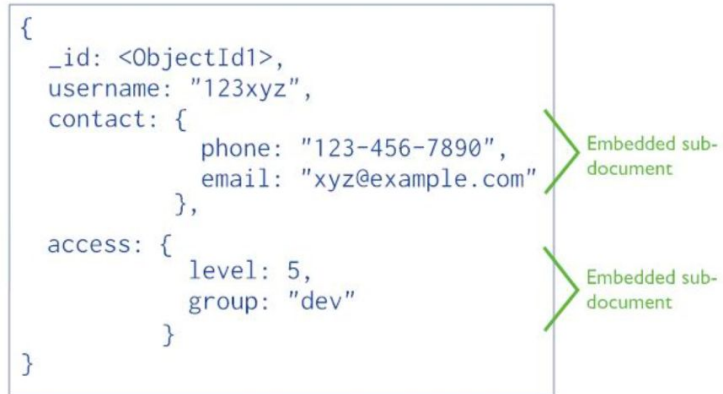 {
_id: <ObjectId1>,
username: "123xyz",
contact: {
phone: "123-456-7890",
email: "xyz@example.com"
},
access: {
level: 5,
group: "dev"
}
}
Embedded sub-
document
Embedded sub-
document